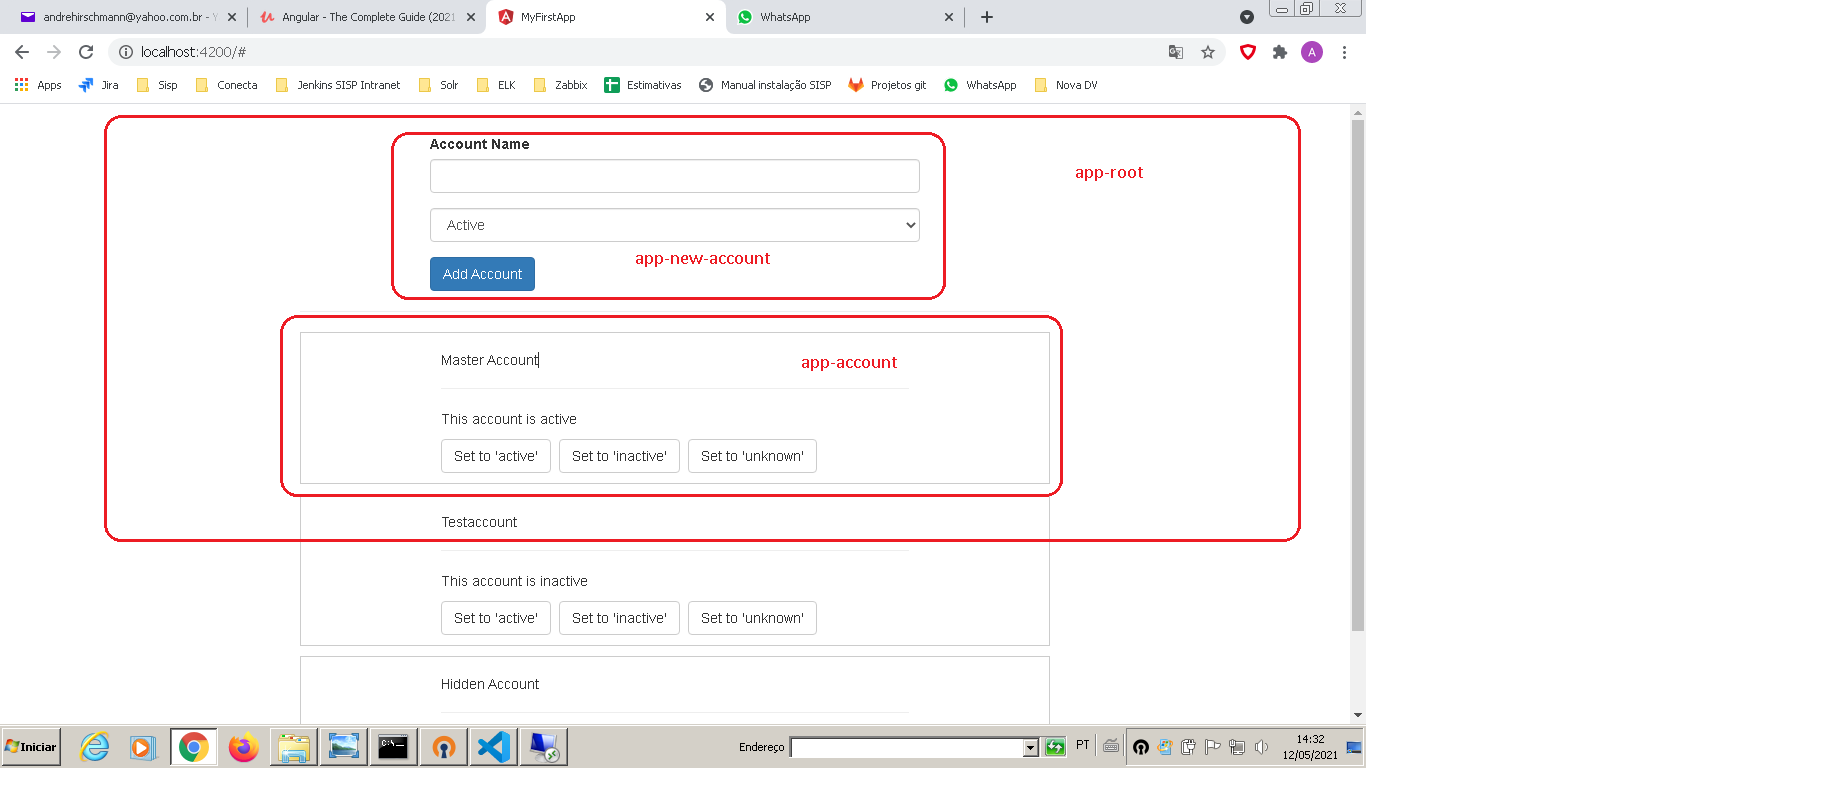 andrehirschmann@yahoo.com.br - Y
Angular - The Complete Guide (2021
MyFirstApp
WhatsApp
localhost:4200/#
A
Apps
Jira
Sisp
Conecta
Jenkins SISP Intranet
Solr
ELK
Zabbix
Estimativas
Manual instalação SISP
Projetos git
WhatsApp
Nova DV
Account Name
app-root
Active
app-new-account
Add Account
Master Account
app-account
This account is active
Set to 'active' Set to 'inactive' Set to 'unknown'
Testaccount
This account is inactive
Set to 'active' Set to 'inactive' Set to 'unknown'
Hidden Account
Iniciar
C:\._
Endereço
PT
14:32
12/05/2021